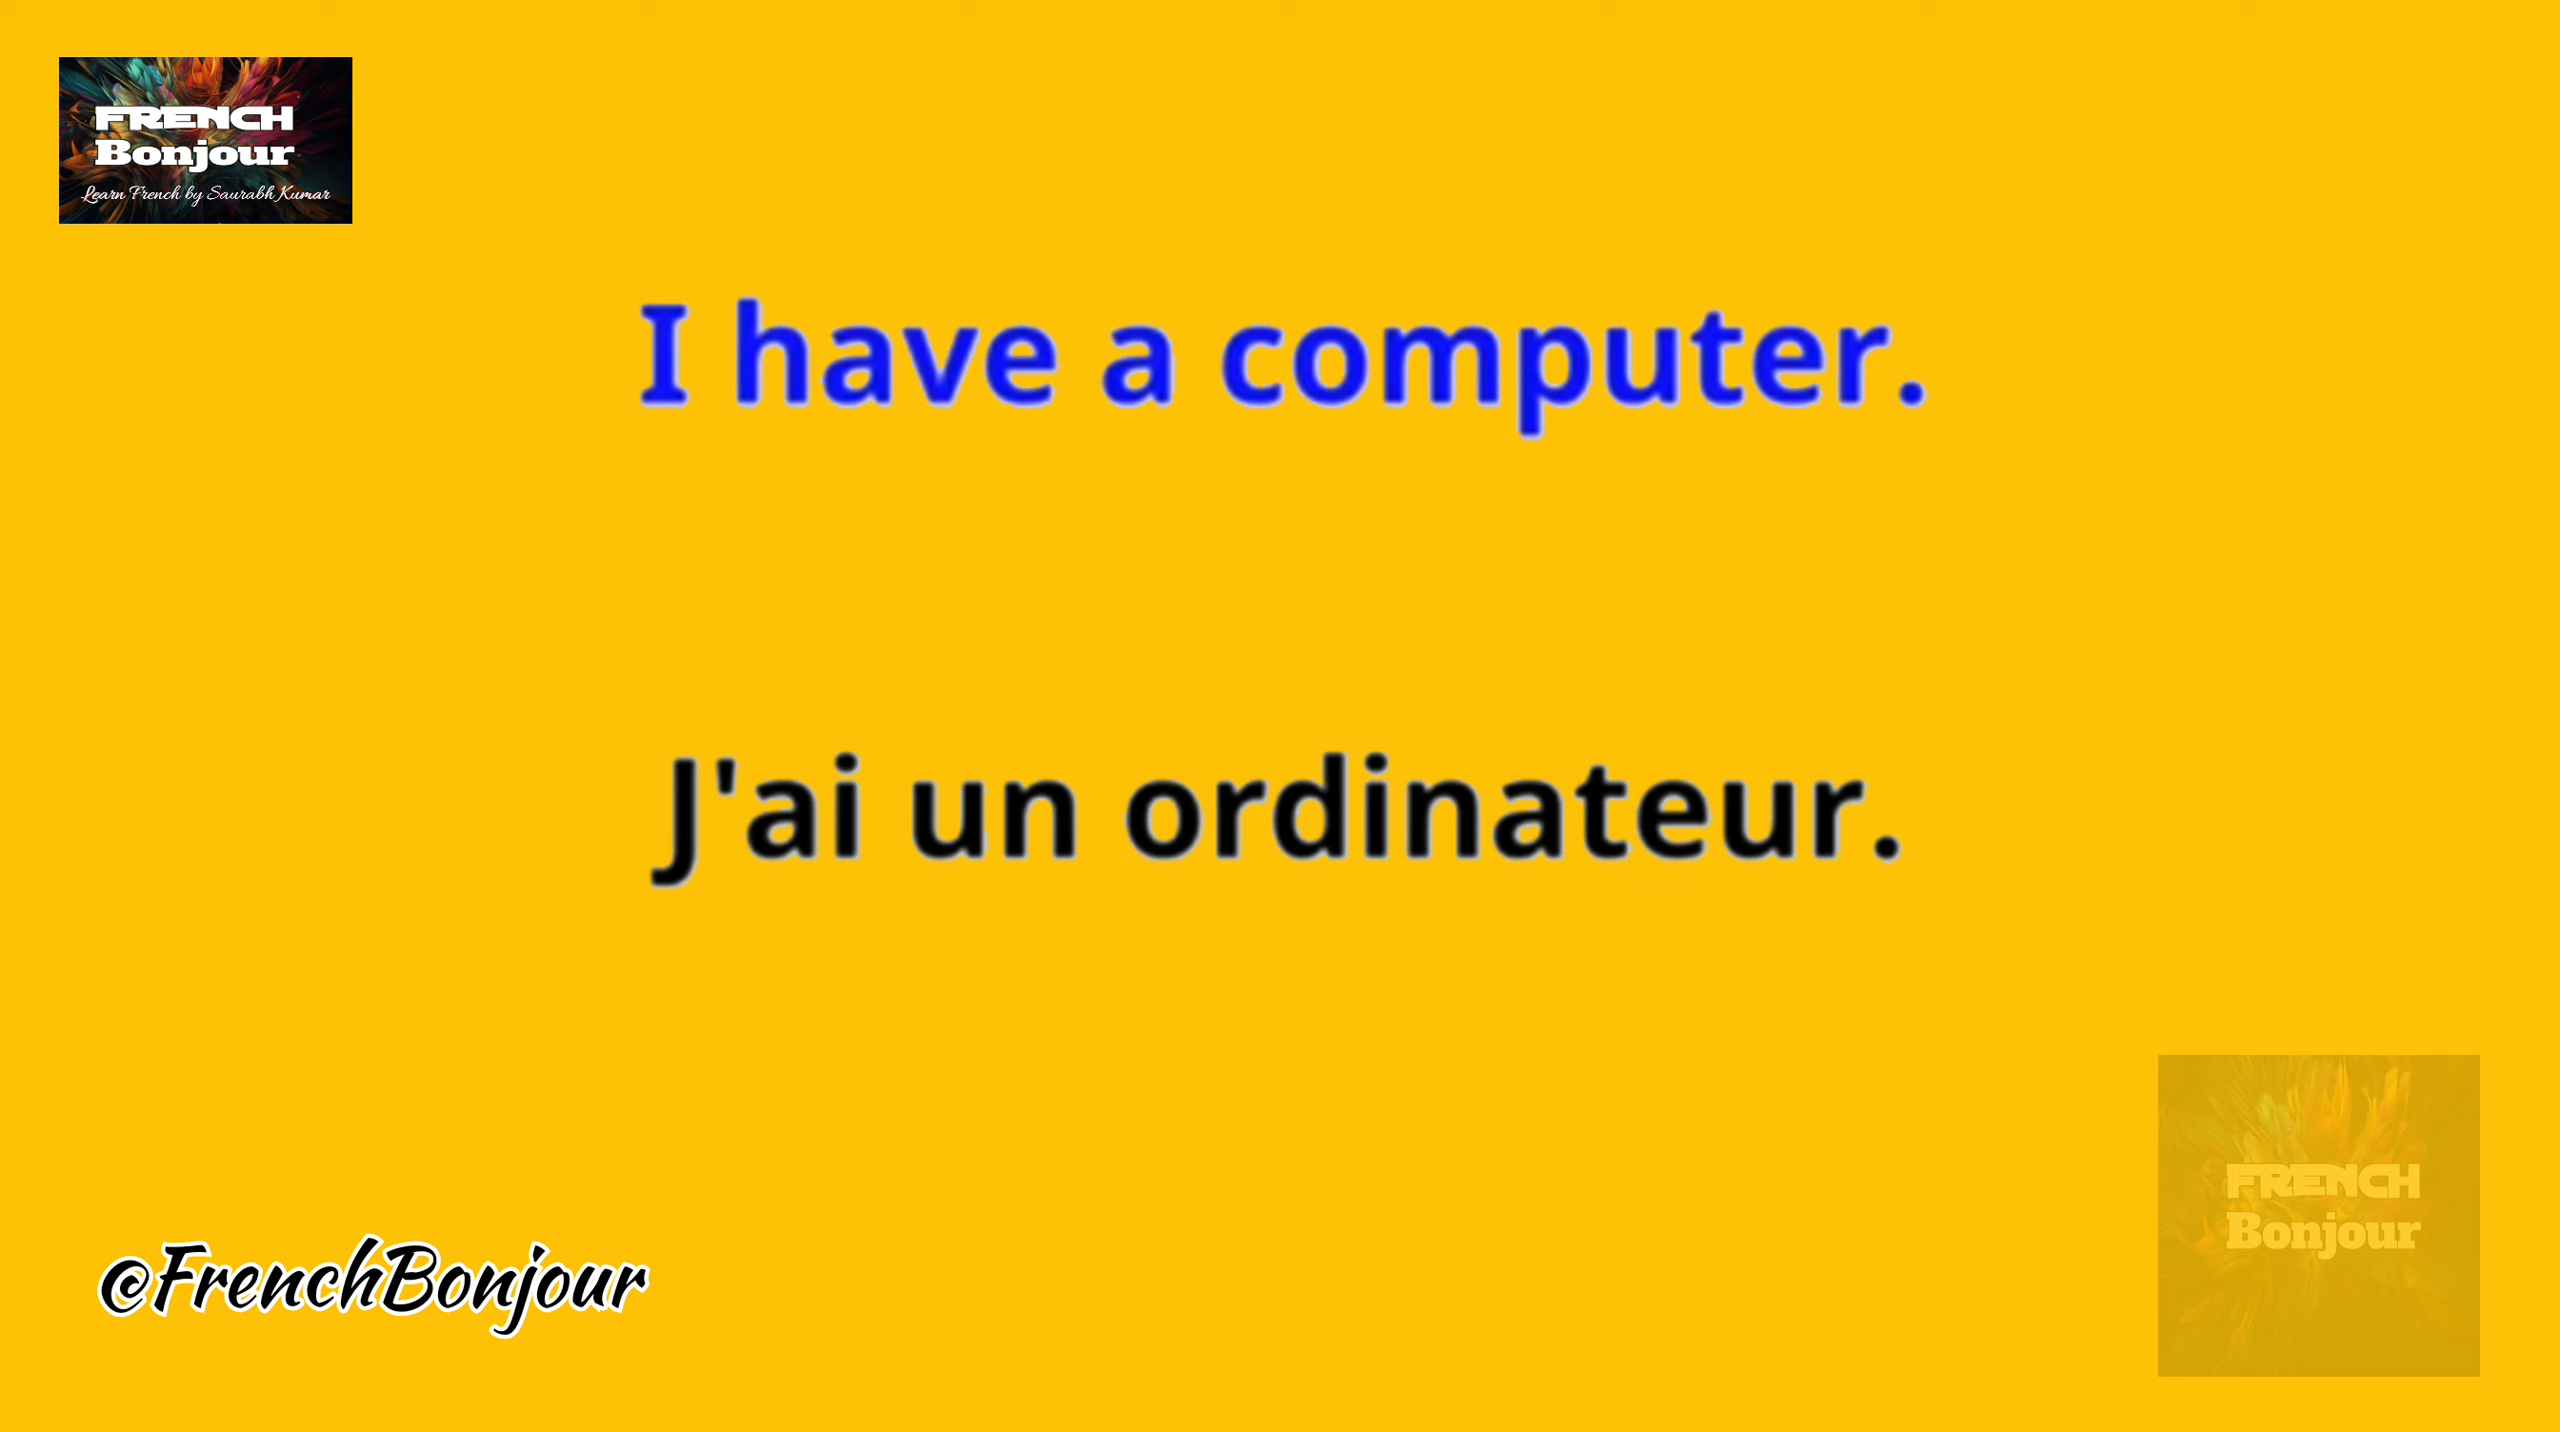 FRENCH
Bonjour
Learn French by Saurabh Kumar
I have a computer.
J'ai un ordinateur.
FRENCH
Bonjour
@FrenchBonjour